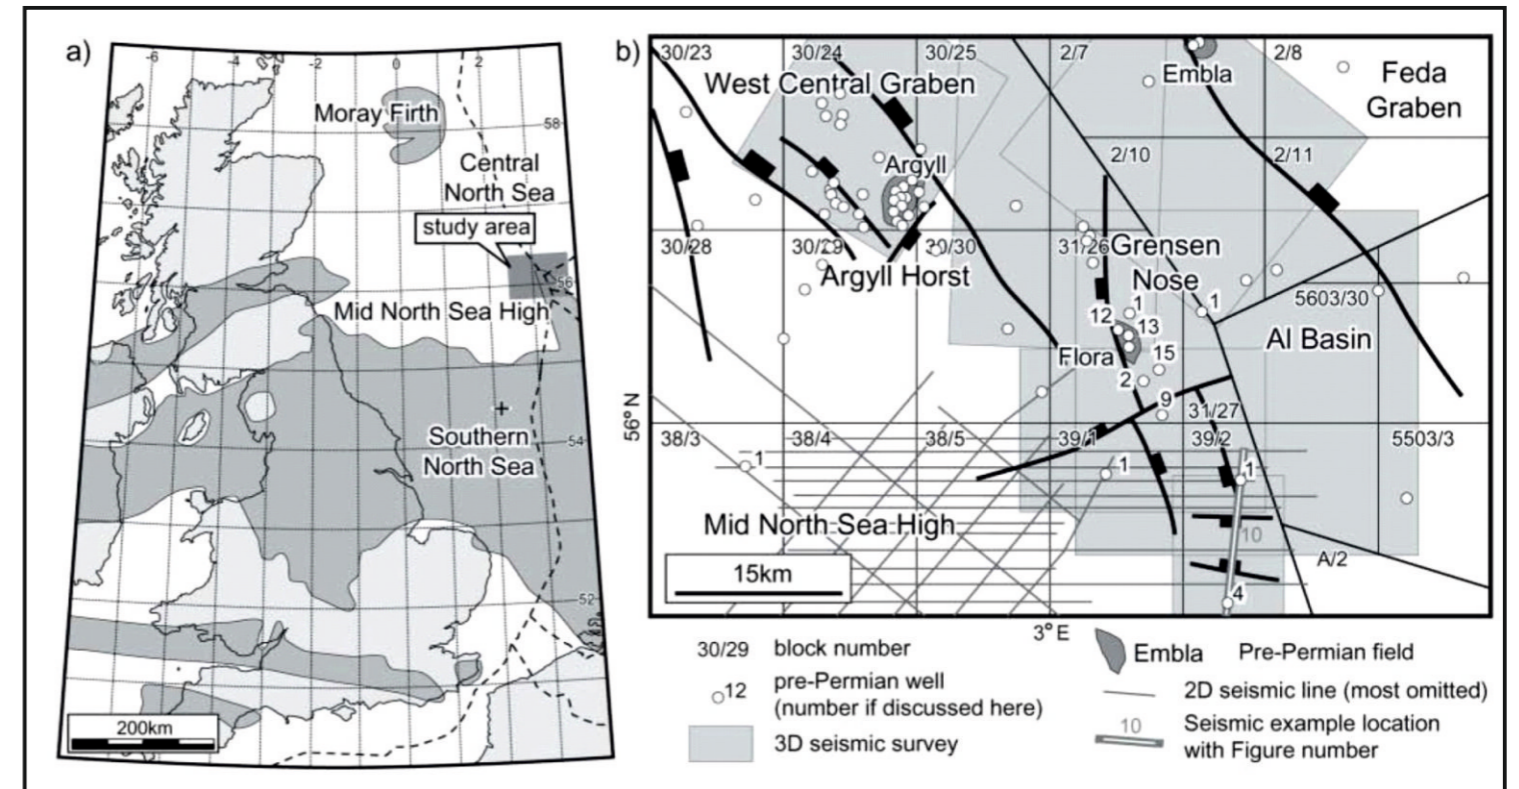 a)
-6
-4
-2
0
2
Moray Firth
58
Central
North Sea
study area
56
Mid North Sea High
Southern
North Sea
54
52
200km
b)
30/23
30/24
30/25
2/7
2/8
West Central Graben
Embla
Feda
Graben
Argyll
2/10
2/11
30/28
30/29
30/30
31/26
Grensen
Nose
Argyll Horst
5603/30
1
1
12
13
Al Basin
Flora
15
2
9
31/27
56° N
38/3
38/4
38/5
39/1
39/2
5503/3
1
1
1
Mid North Sea High
10
A/2
15km
4
3° E
30/29 block number
12 pre-Permian well
(number if discussed here)
3D seismic survey
Embla Pre-Permian field
2D seismic line (most omitted)
10 Seismic example location
with Figure number